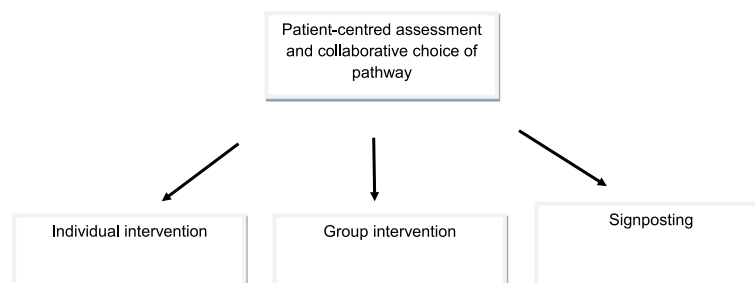 Patient-centred assessment
and collaborative choice of
pathway
Individual intervention
Group intervention
Signposting